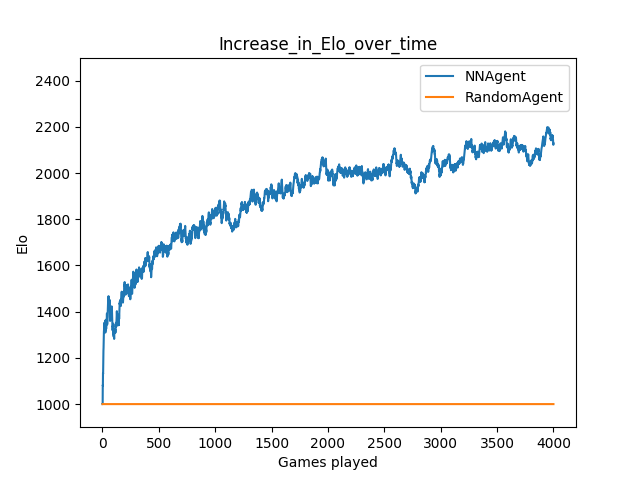 Increase_in_Elo_over_time
NNAgent
RandomAgent
2400
2200
2000
1800
1600
1400
1200
1000
Elo
0 500 1000 1500 2000 2500 3000 3500 4000
Games played